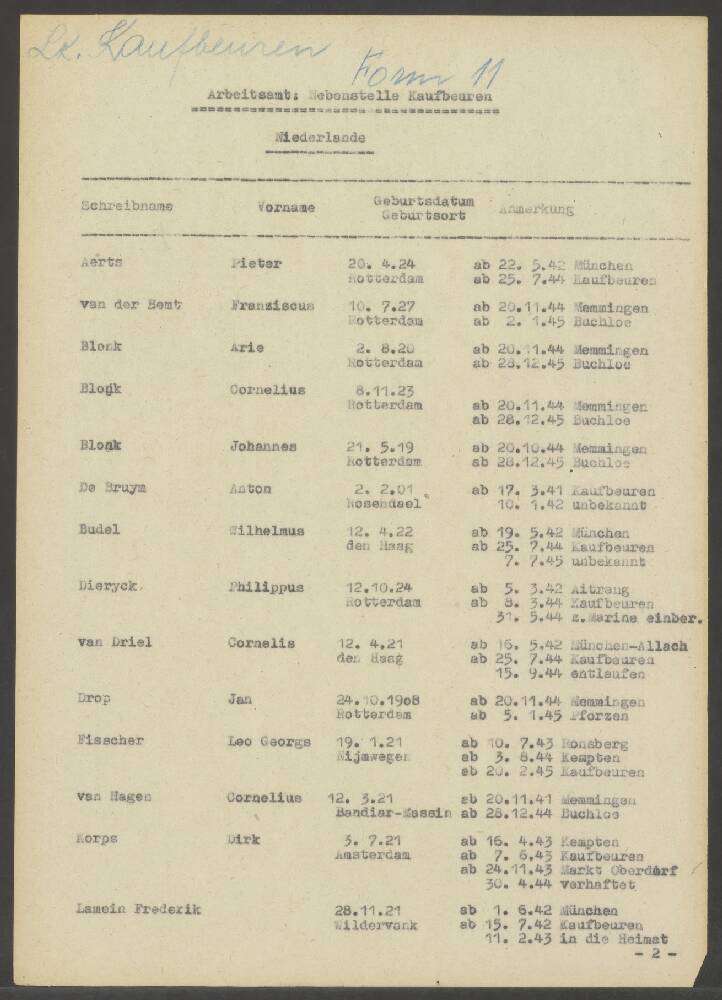 Lk. Kaufbeuren
Form 11
Arbeitsamt: Nebenstelle Kaufbeuren
Niederlande
Schreibname Vorname Geburtsdatum Anmerkung
Geburtsort
Aerts Pieter 20. 4.24 ab 22. 5.42 München
Rotterdam ab 25. 7.44 Kaufbeuren
van der Bemt Franziscus 10. 7.27 ab 20.11.44 Memmingen
Rotterdam ab 2. 1.45 Buchloe
Blonk Arie 2. 8.20 ab 20.11.44 Memmingen
Rotterdam ab 28.12.45 Buchloe
Blonk Cornelius 8.11.23
Rotterdam ab 20.11.44 Memmingen
ab 28.12.45 Buchloe
Blonk Johannes 21. 5.19 ab 20.10.44 Memmingen
Rotterdam ab 28.12.45 Buchloe
De Bruym Anton 2. 2.01 ab 17. 3.41 Kaufbeuren
Rosendael 10. 1.42 unbekannt
Budel Wilhelmus 12. 4.22 ab 19. 5.42 München
den Haag ab 25. 7.44 Kaufbeuren
7. 7.45 unbekannt
Dieryck Philippus 12.10.24 ab 5. 3.42 Aitrang
Rotterdam ab 8. 3.44 Kaufbeuren
31. 5.44 z.Marine einber.
van Driel Cornelis 12. 4.21 ab 16. 5.42 München-Allach
den Haag ab 25. 7.44 Kaufbeuren
15. 9.44 entlaufen
Drop Jan 24.10.1908 ab 20.11.44 Memmingen
Rotterdam ab 5. 1.45 Pforzen
Fisscher Leo Georgs 19. 1.21 ab 10. 7.43 Ronsberg
Nijmwegen ab 3. 8.44 Kempten
ab 20. 2.45 Kaufbeuren
van Hagen Cornelius 12. 3.21 ab 20.11.41 Memmingen
Bandiar-Massin ab 28.12.44 Buchloe
Korps Dirk 3. 7.21 ab 16. 4.43 Kempten
Amsterdam ab 7. 6.43 Kaufbeuren
ab 24.11.43 Markt Oberdorf
30. 4.44 verhaftet
Lamein Frederik 28.11.21 ab 1. 6.42 München
Wildervank ab 15. 7.42 Kaufbeuren
11. 2.43 in die Heimat
- 2 -